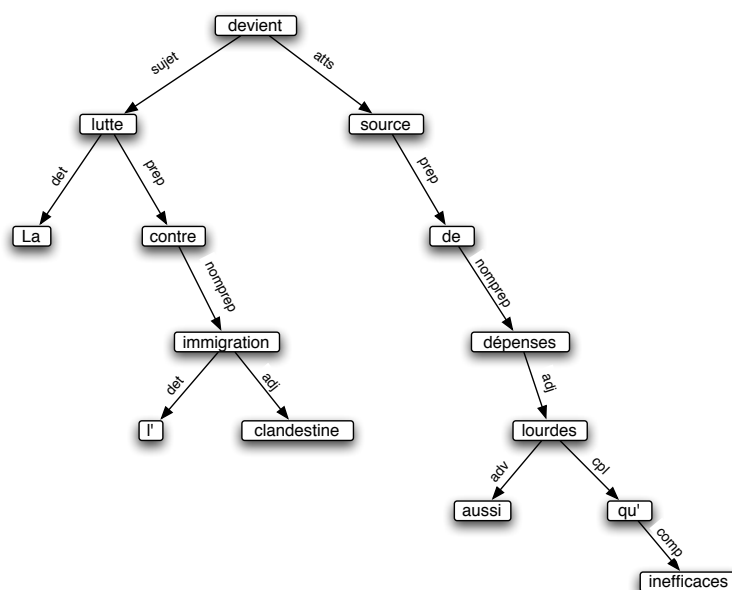 devient
sujet atts
lutte source
det prep prep
La contre de
nomprep nomprep
immigration dépenses
det adj adj
l' clandestine lourdes
adv cpl
aussi qu'
comp
inefficaces